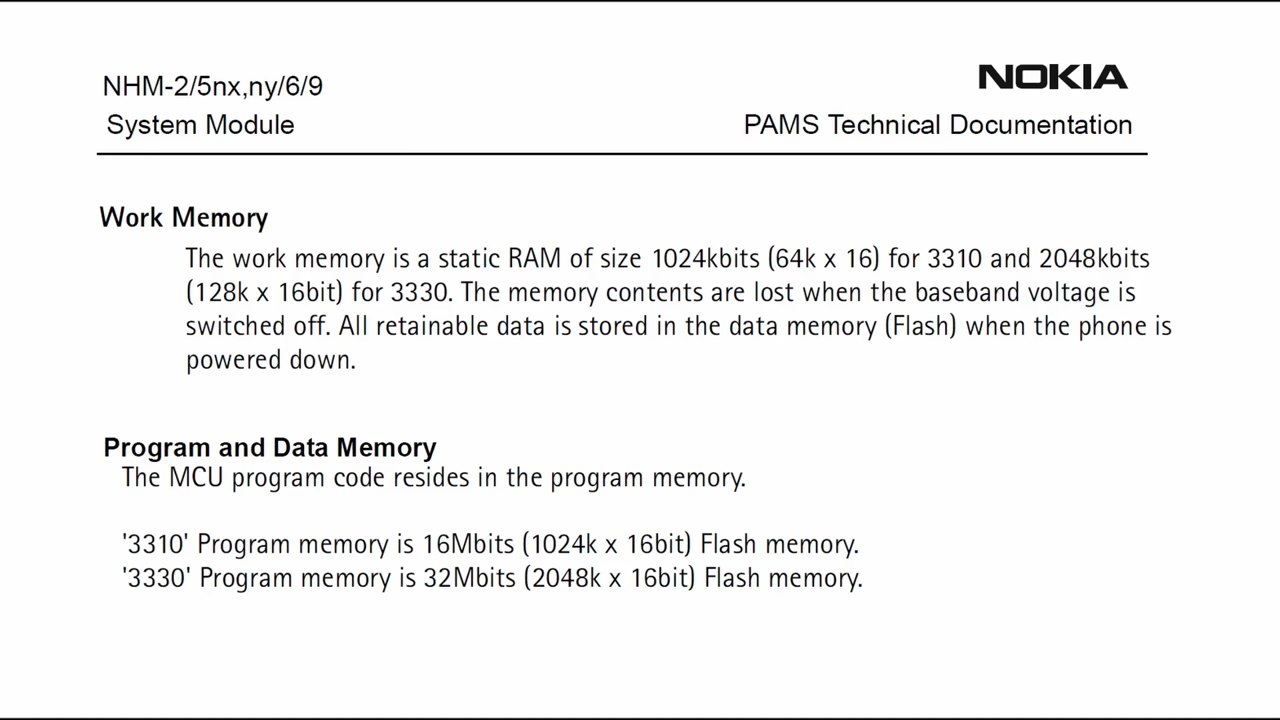 NHM-2/5nx,ny/6/9
NOKIA
System Module
PAMS Technical Documentation
Work Memory
The work memory is a static RAM of size 1024kbits (64k x 16) for 3310 and 2048kbits
(128k x 16bit) for 3330. The memory contents are lost when the baseband voltage is
switched off. All retainable data is stored in the data memory (Flash) when the phone is
powered down.
Program and Data Memory
The MCU program code resides in the program memory.
'3310' Program memory is 16Mbits (1024k x 16bit) Flash memory.
'3330' Program memory is 32Mbits (2048k x 16bit) Flash memory.